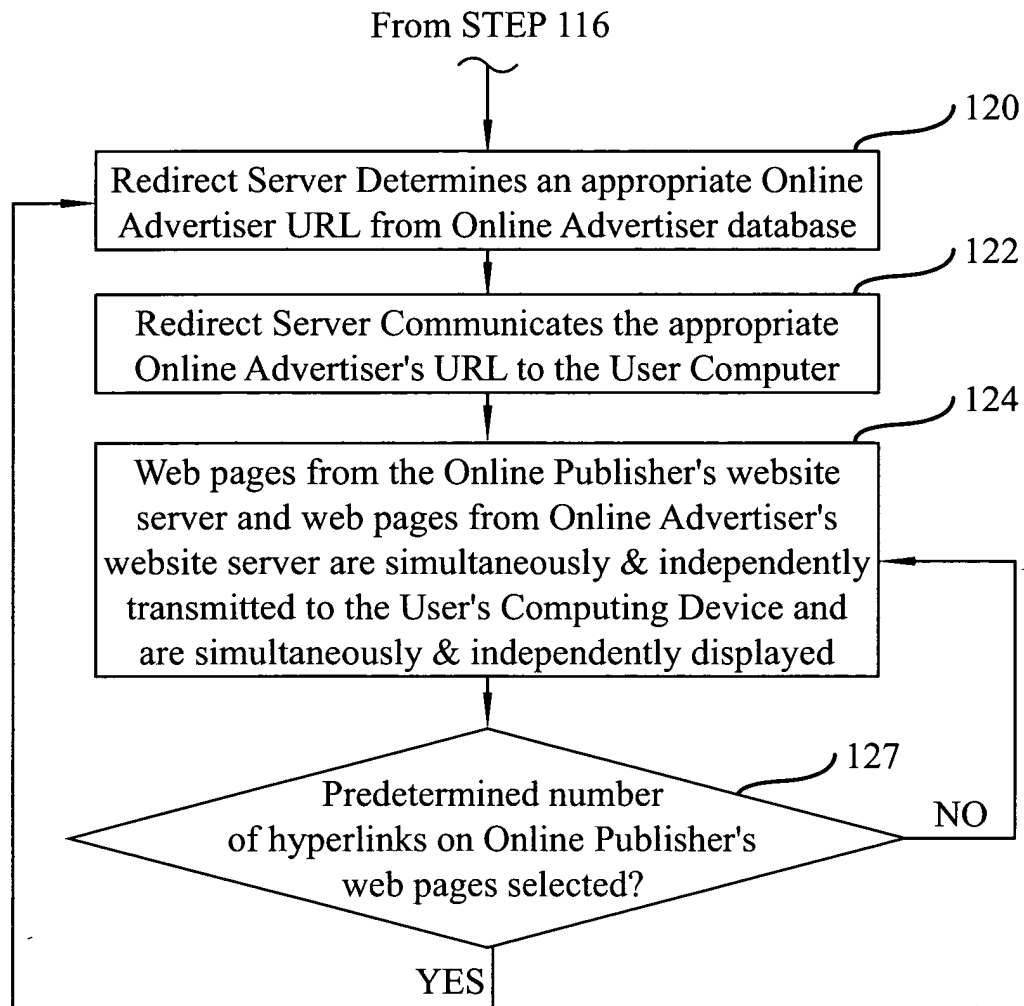 From STEP 116
120
Redirect Server Determines an appropriate Online
Advertiser URL from Online Advertiser database
122
Redirect Server Communicates the appropriate
Online Advertiser's URL to the User Computer
124
Web pages from the Online Publisher's website
server and web pages from Online Advertiser's
website server are simultaneously & independently
transmitted to the User's Computing Device and
are simultaneously & independently displayed
127
Predetermined number
of hyperlinks on Online Publisher's
web pages selected?
NO
YES